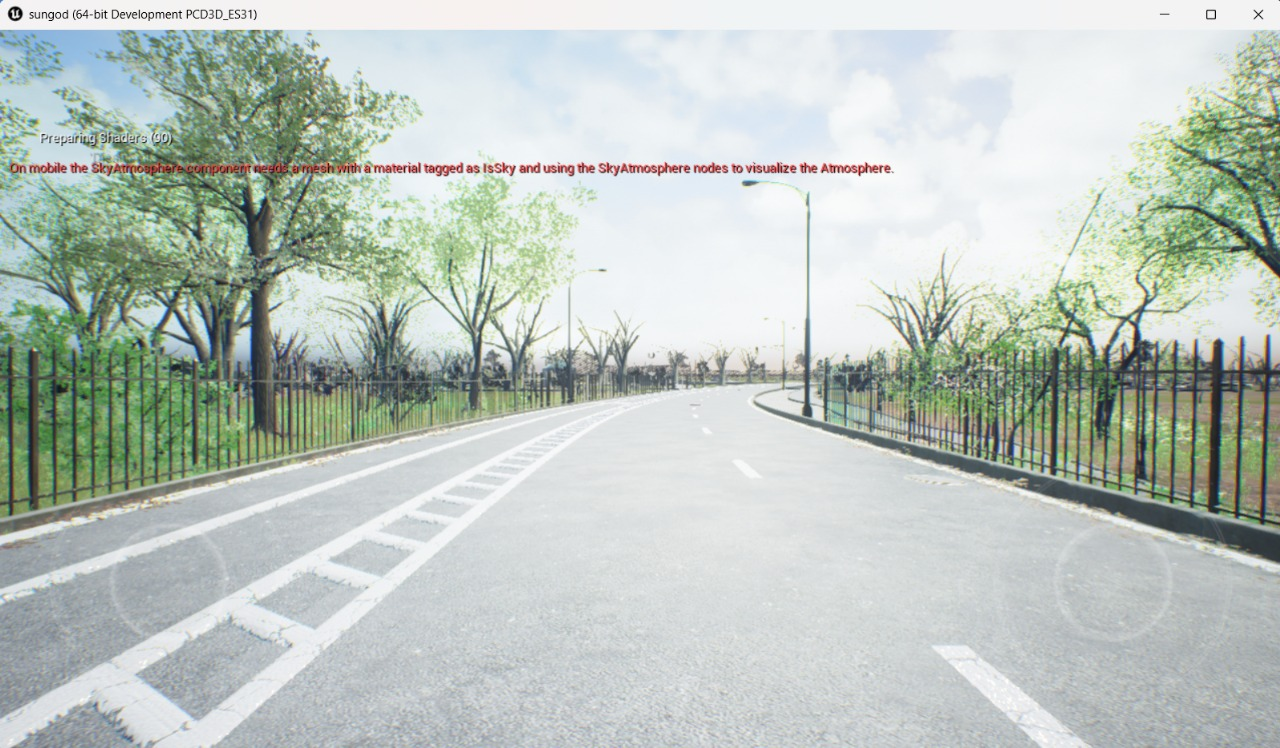 sungod (64-bit Development PCD3D_ES31)
Preparing Shaders (90)
On mobile the SkyAtmosphere component needs a mesh with a material tagged as IsSky and using the SkyAtmosphere nodes to visualize the Atmosphere.